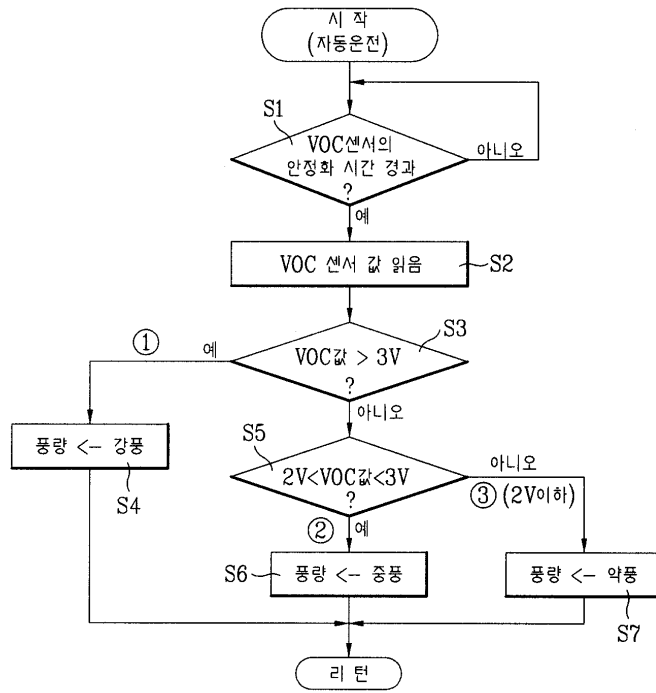 시 작
(자동운전)
S1
VOC센서의
안정화 시간 경과
?
아니오
예
VOC 센서 값 읽음
S2
S3
①
예
VOC값 > 3V
?
아니오
풍량 <- 강풍
S4
S5
2V<VOC값<3V
?
아니오
③ (2V이하)
②
예
S6
풍량 <- 중풍
풍량 <- 약풍
S7
리 턴